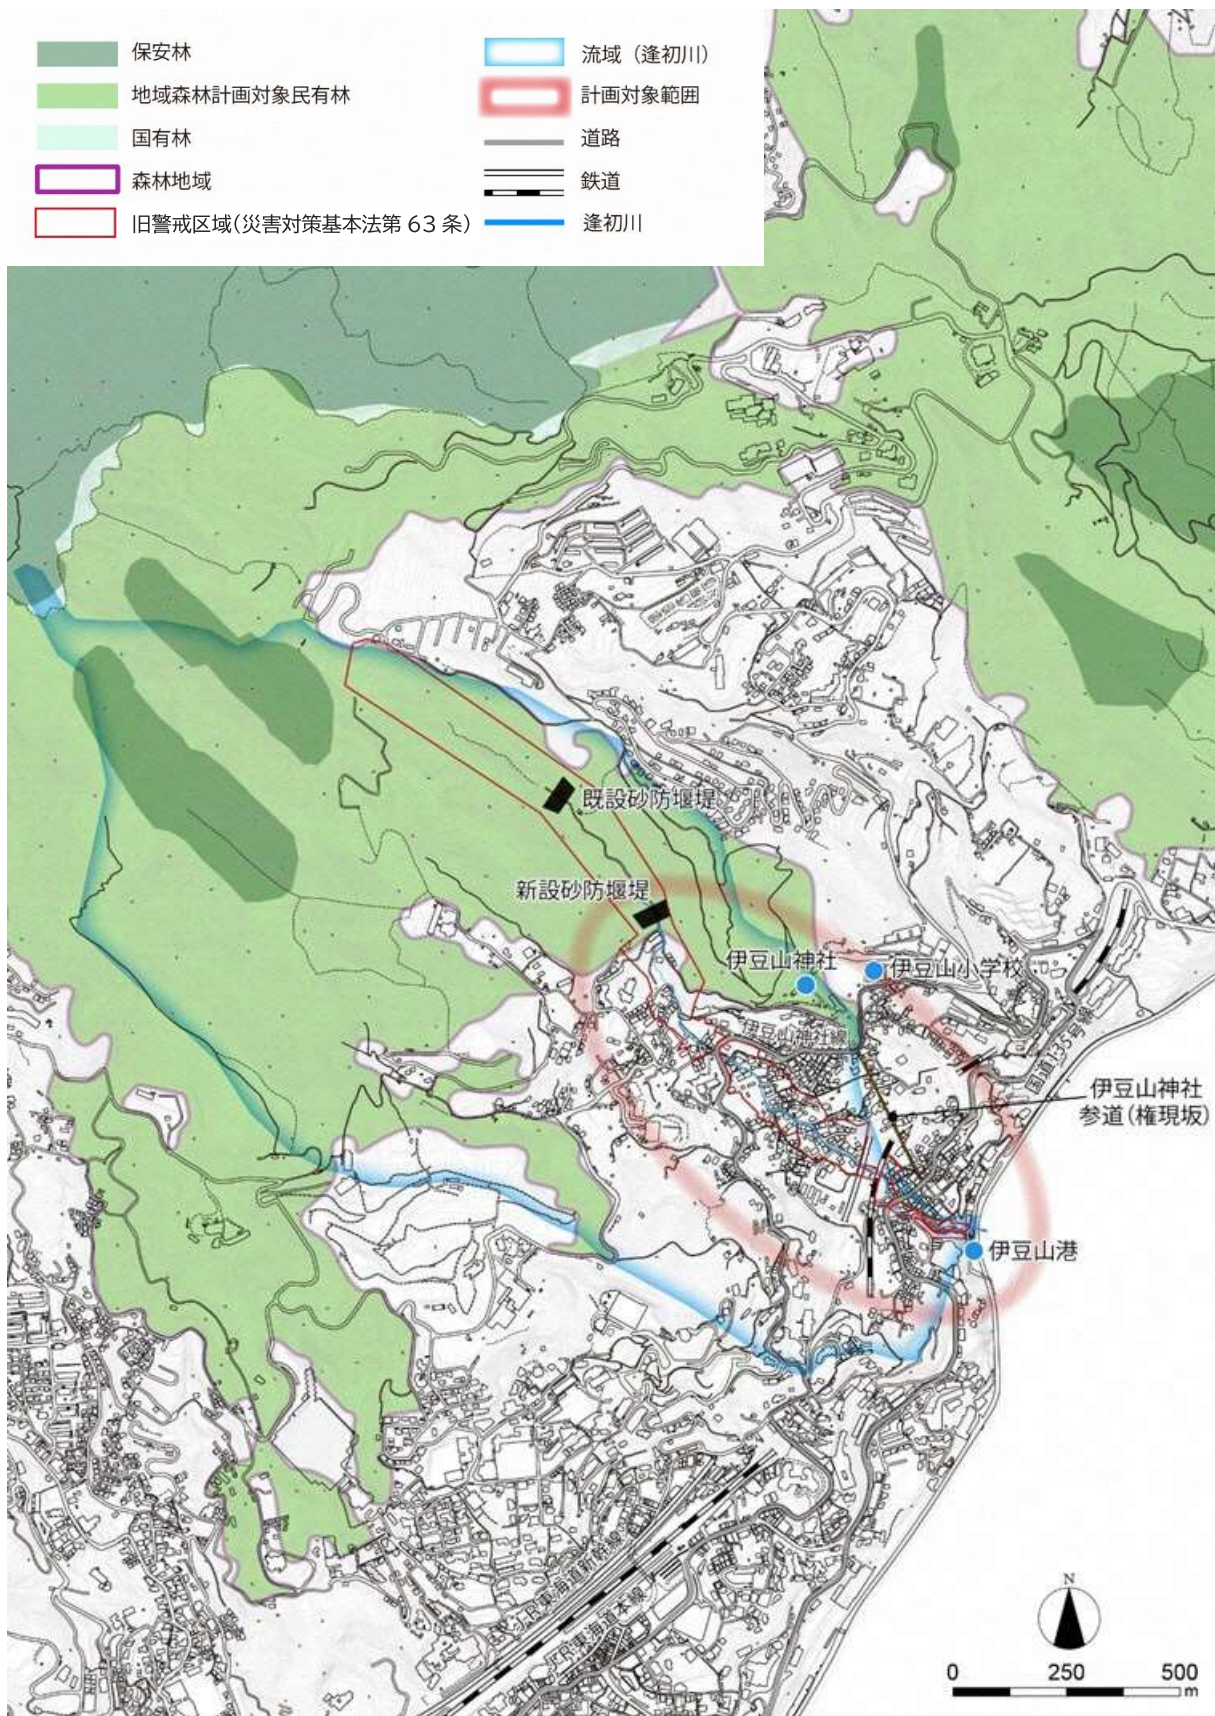 保安林
地域森林計画対象民有林
国有林
森林地域
旧警戒区域(災害対策基本法第63条)
流域（逢初川）
計画対象範囲
道路
鉄道
逢初川
既設砂防堰堤
新設砂防堰堤
伊豆山神社
伊豆山小学校
伊豆山神社線
国道135号線
伊豆山神社
参道(権現坂)
伊豆山港
JR東海道新幹線
JR東海道本線
N
0 250 500
m